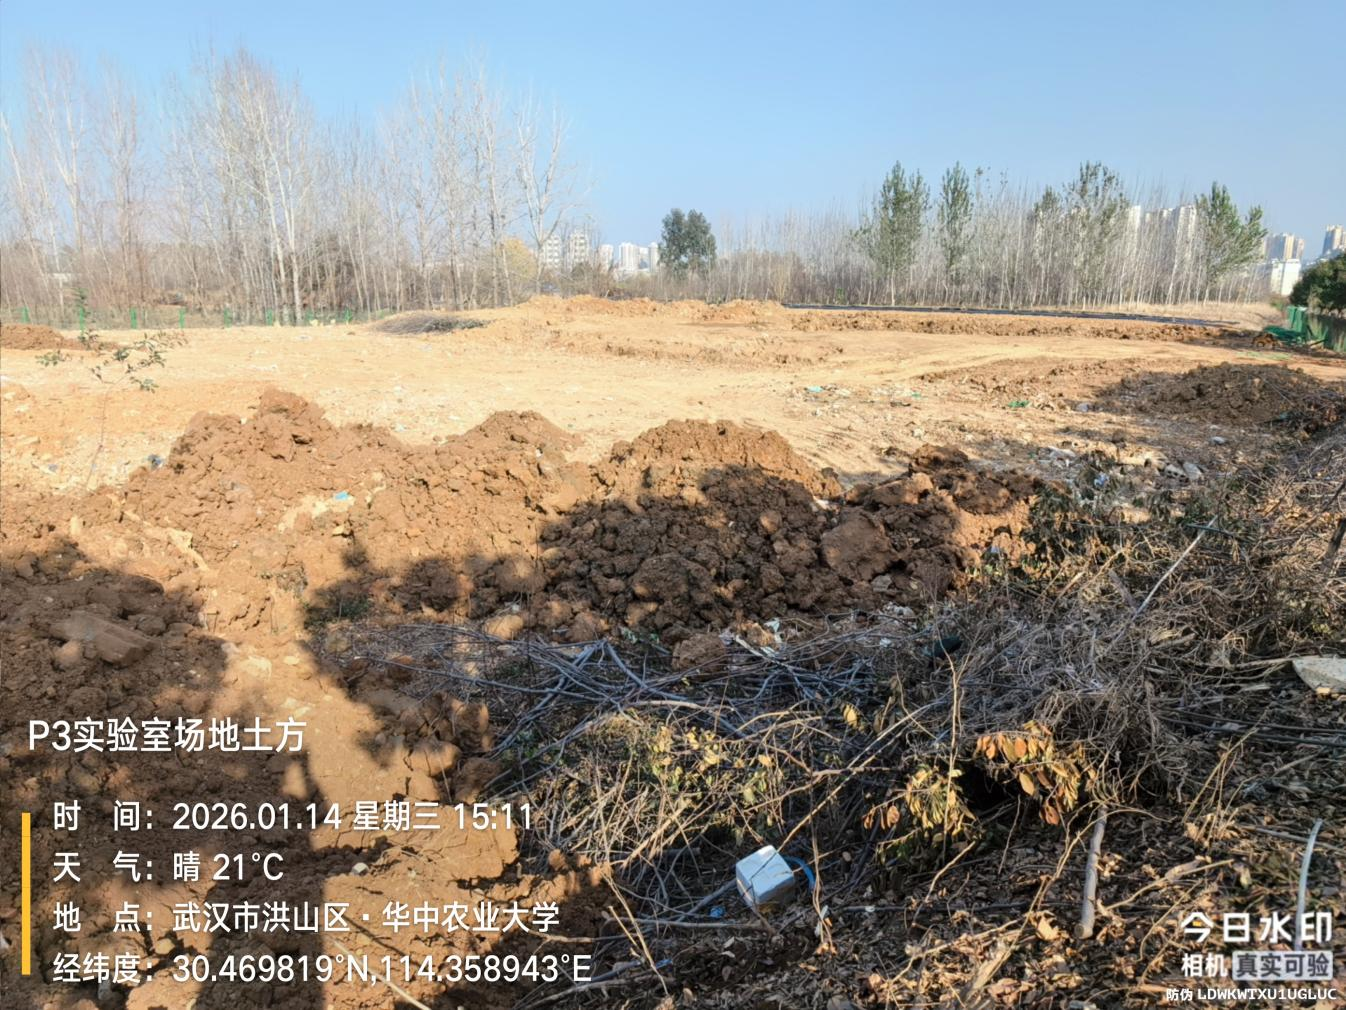 P3实验室场地土方
时 间：2026.01.14 星期三 15:11
天 气：晴 21°C
地 点：武汉市洪山区·华中农业大学
经纬度：30.469819°N,114.358943°E
今日水印
相机 真实可验
防伪 LDWKWTXU1UGLUC